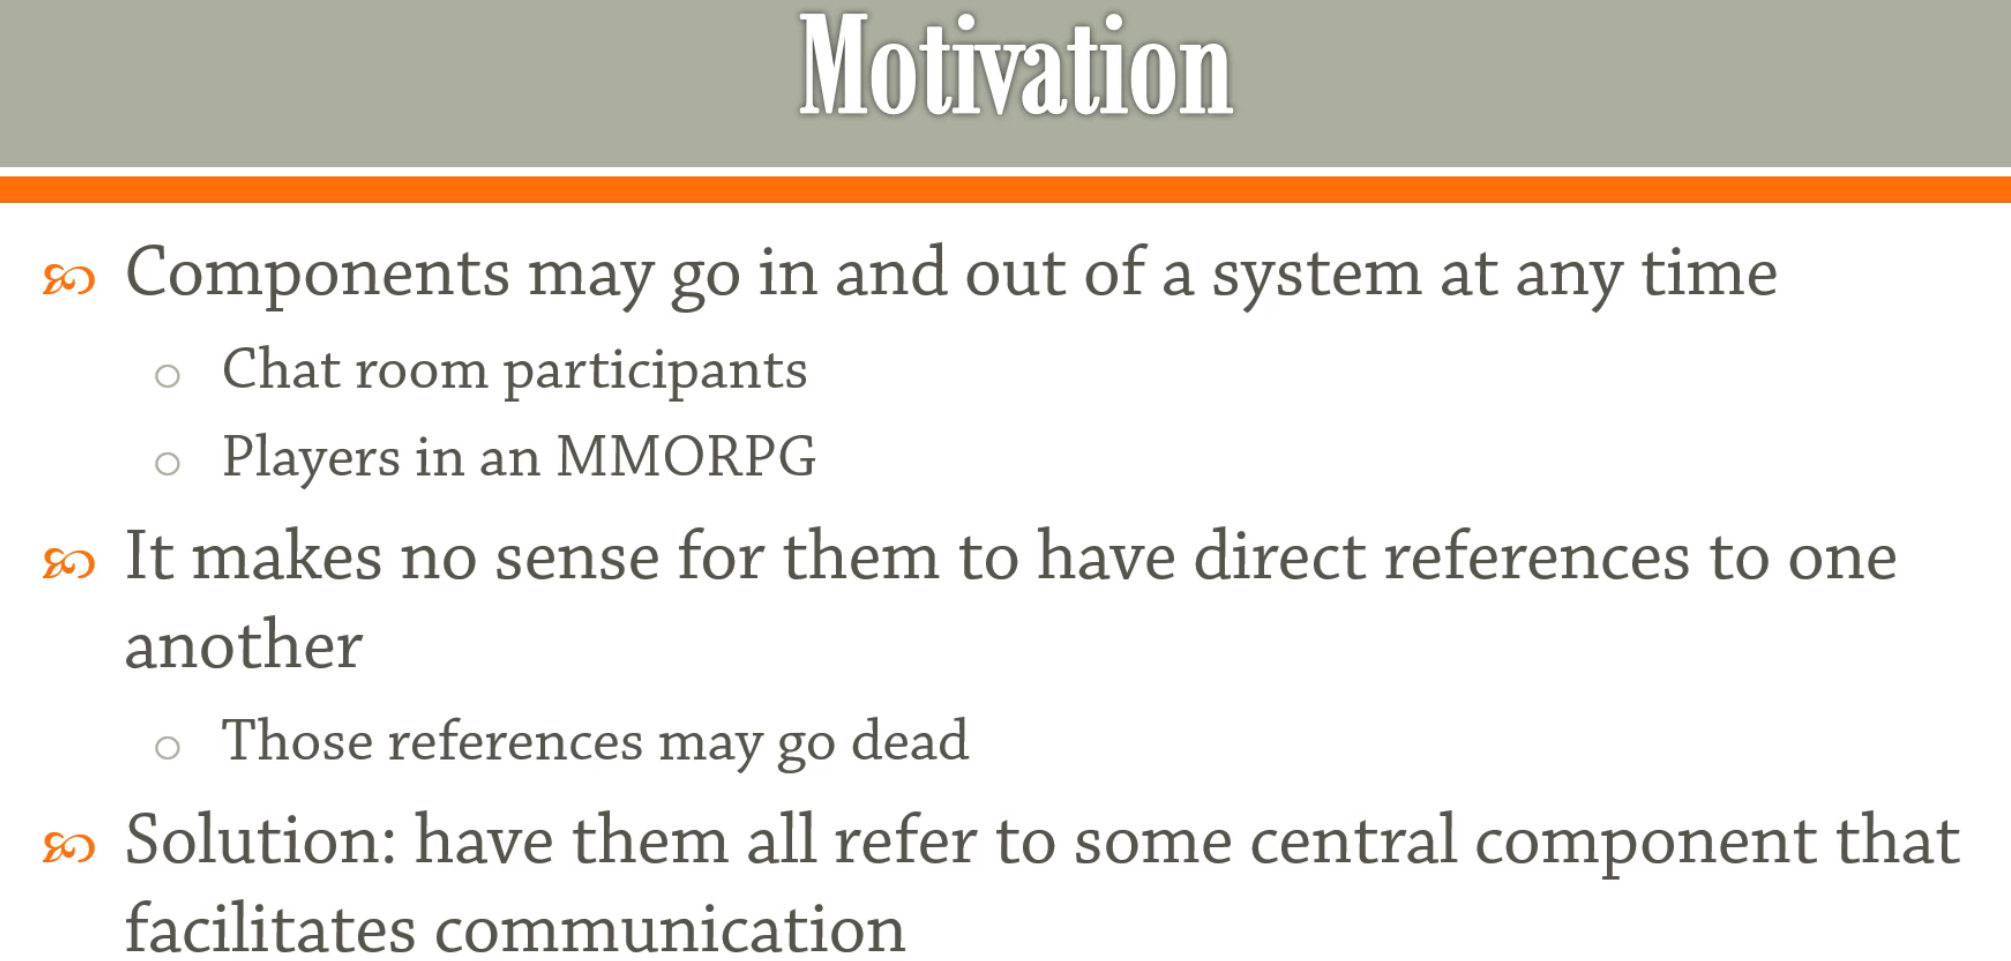 Motivation
Components may go in and out of a system at any time
Chat room participants
Players in an MMORPG
It makes no sense for them to have direct references to one
another
Those references may go dead
Solution: have them all refer to some central component that
facilitates communication